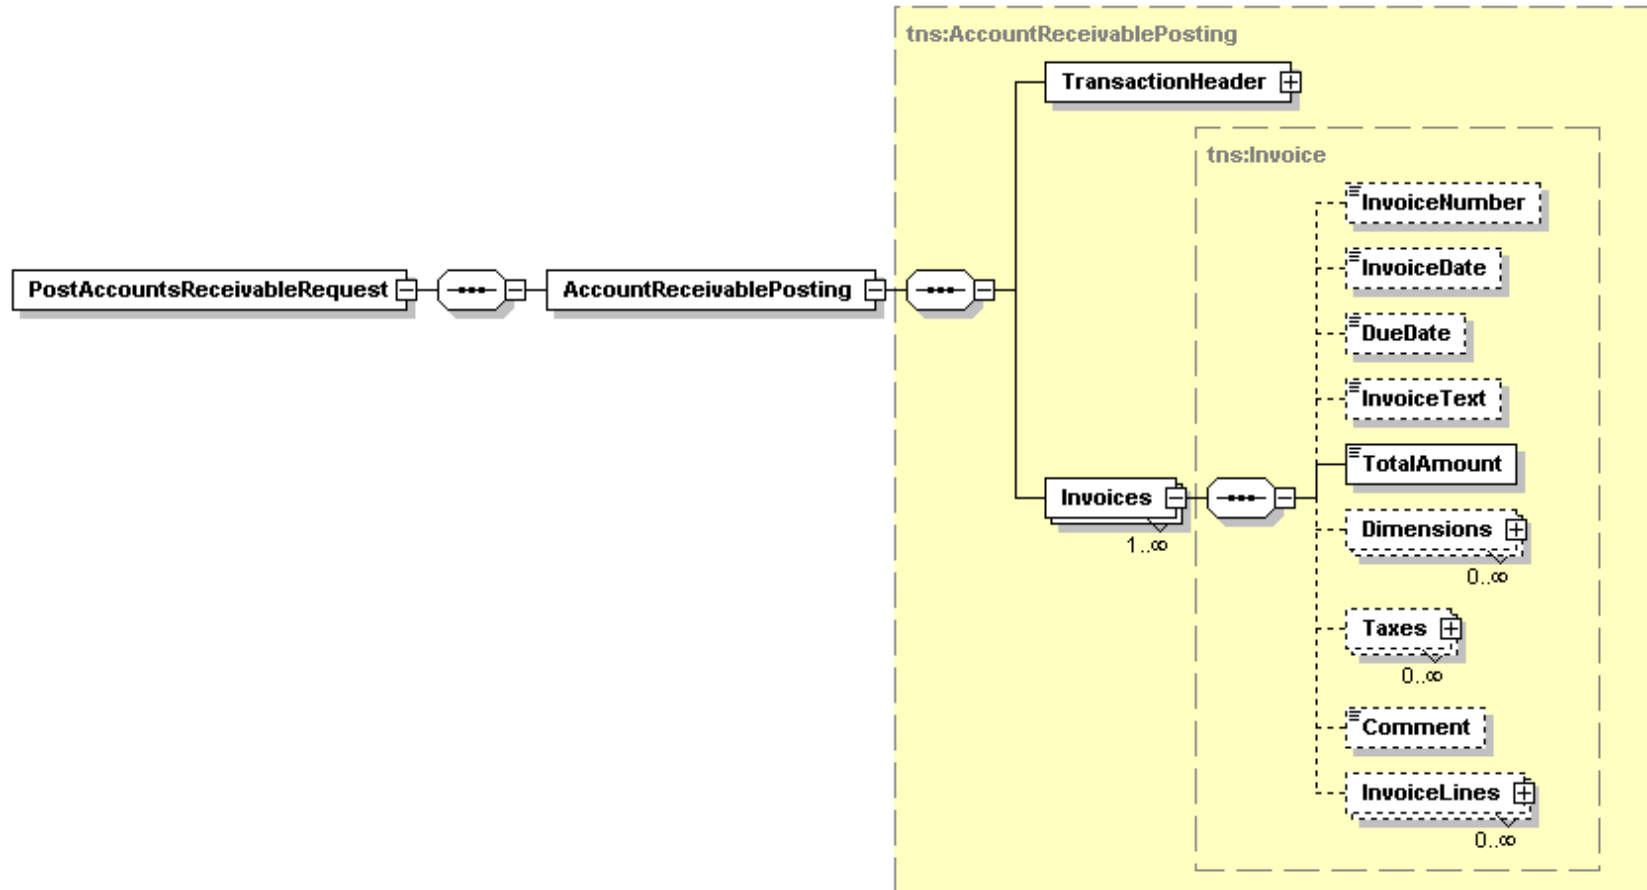 tns:AccountReceivablePosting
TransactionHeader
tns:Invoice
InvoiceNumber
InvoiceDate
PostAccountsReceivableRequest
AccountReceivablePosting
DueDate
InvoiceText
TotalAmount
Invoices
1..∞
Dimensions
0..∞
Taxes
0..∞
Comment
InvoiceLines
0..∞